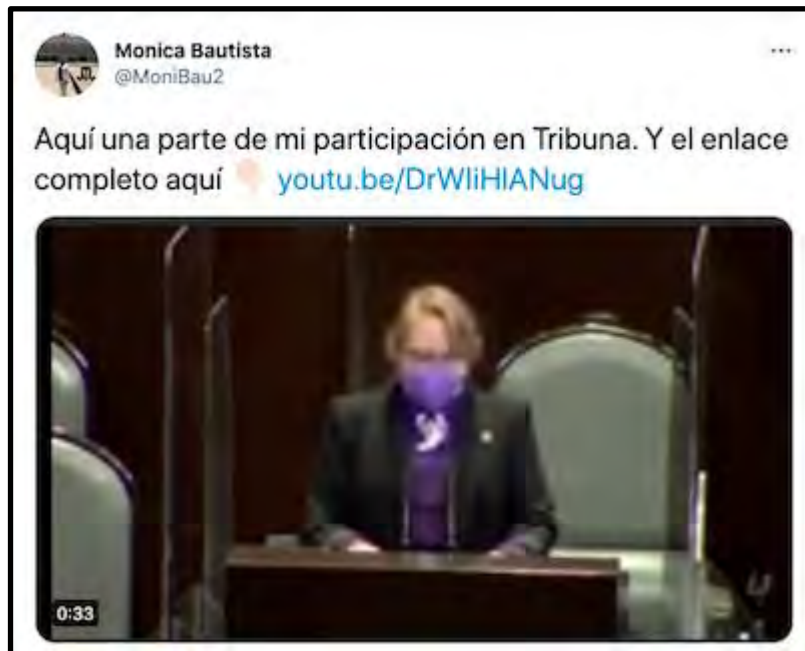 Monica Bautista
@MoniBau2
Aquí una parte de mi participación en Tribuna. Y el enlace
completo aquí 👇🏻 youtu.be/DrWliHlANug
0:33